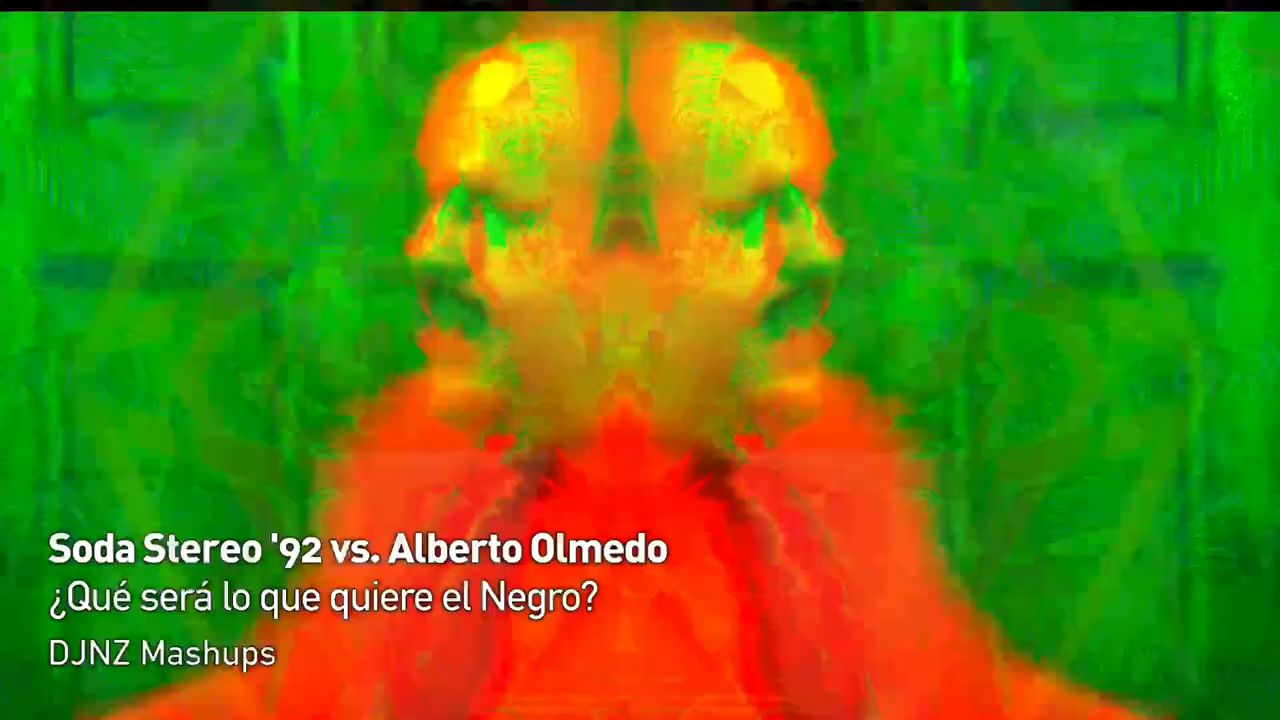 Soda Stereo '92 vs. Alberto Olmedo
¿Qué será lo que quiere el Negro?
DJNZ Mashups